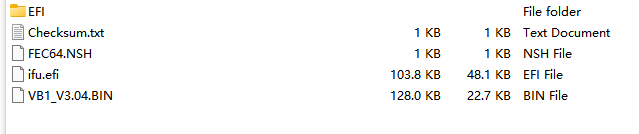 EFI File folder
Checksum.txt 1 KB 1 KB Text Document
FEC64.NSH 1 KB 1 KB NSH File
ifu.efi 103.8 KB 48.1 KB EFI File
VB1_V3.04.BIN 128.0 KB 22.7 KB BIN File